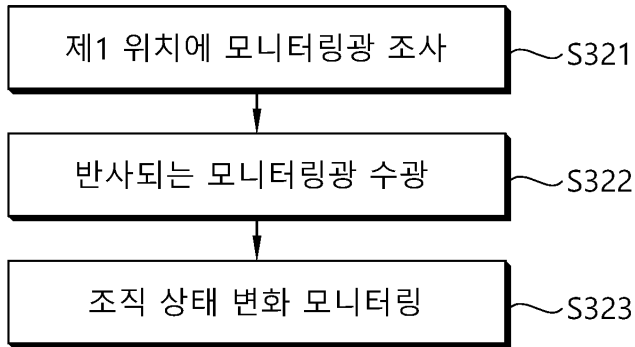 제1 위치에 모니터링광 조사
S321
반사되는 모니터링광 수광
S322
조직 상태 변화 모니터링
S323